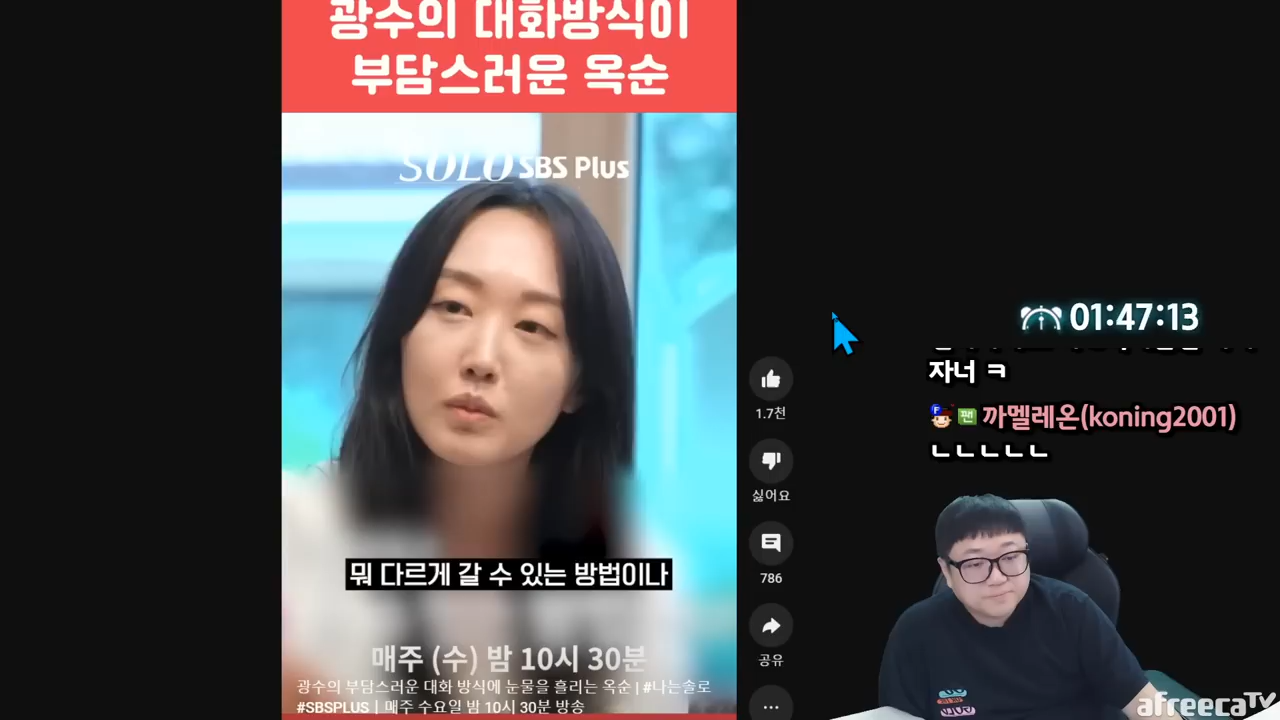 광수의 대화방식이
부담스러운 옥순
SOLO SBS Plus
뭐 다르게 갈 수 있는 방법이나
매주 (수) 밤 10시 30분
광수의 부담스러운 대화 방식에 눈물을 흘리는 옥순 | #나는솔로
#SBSPLUS | 매주 수요일 밤 10시 30분 방송
1.7천
싫어요
786
공유
01:47:13
자너 ㅋ
F 팬 까멜레온(koning2001)
ㄴㄴㄴㄴㄴ
afreecaTV